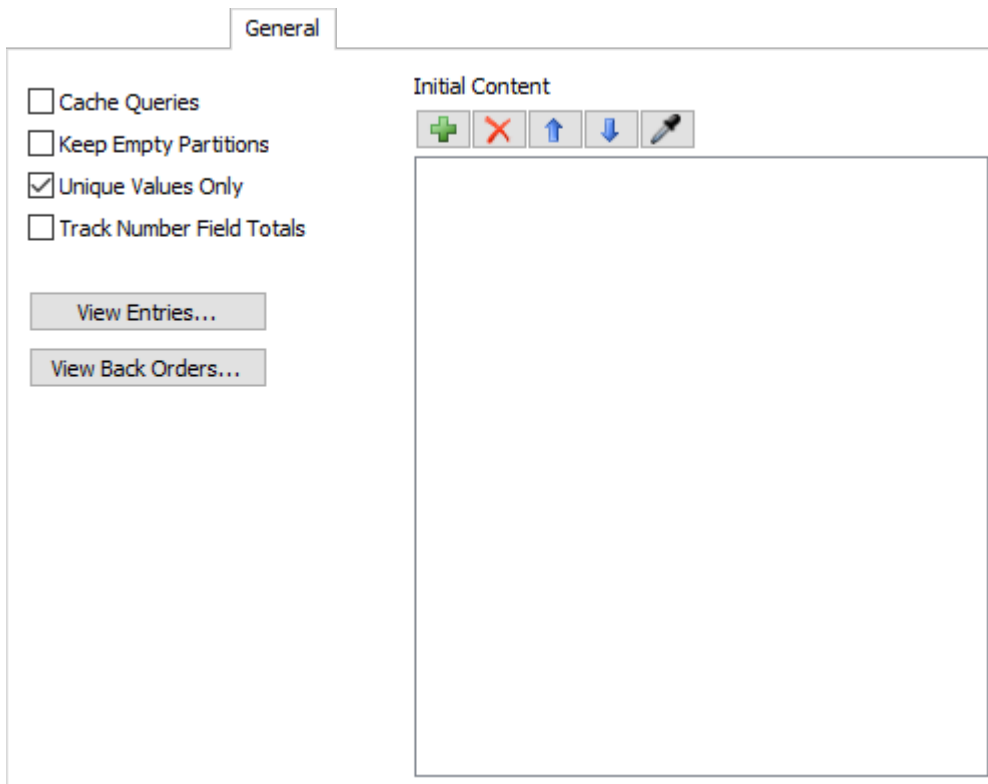 General
Cache Queries
Keep Empty Partitions
Unique Values Only
Track Number Field Totals
View Entries...
View Back Orders...
Initial Content